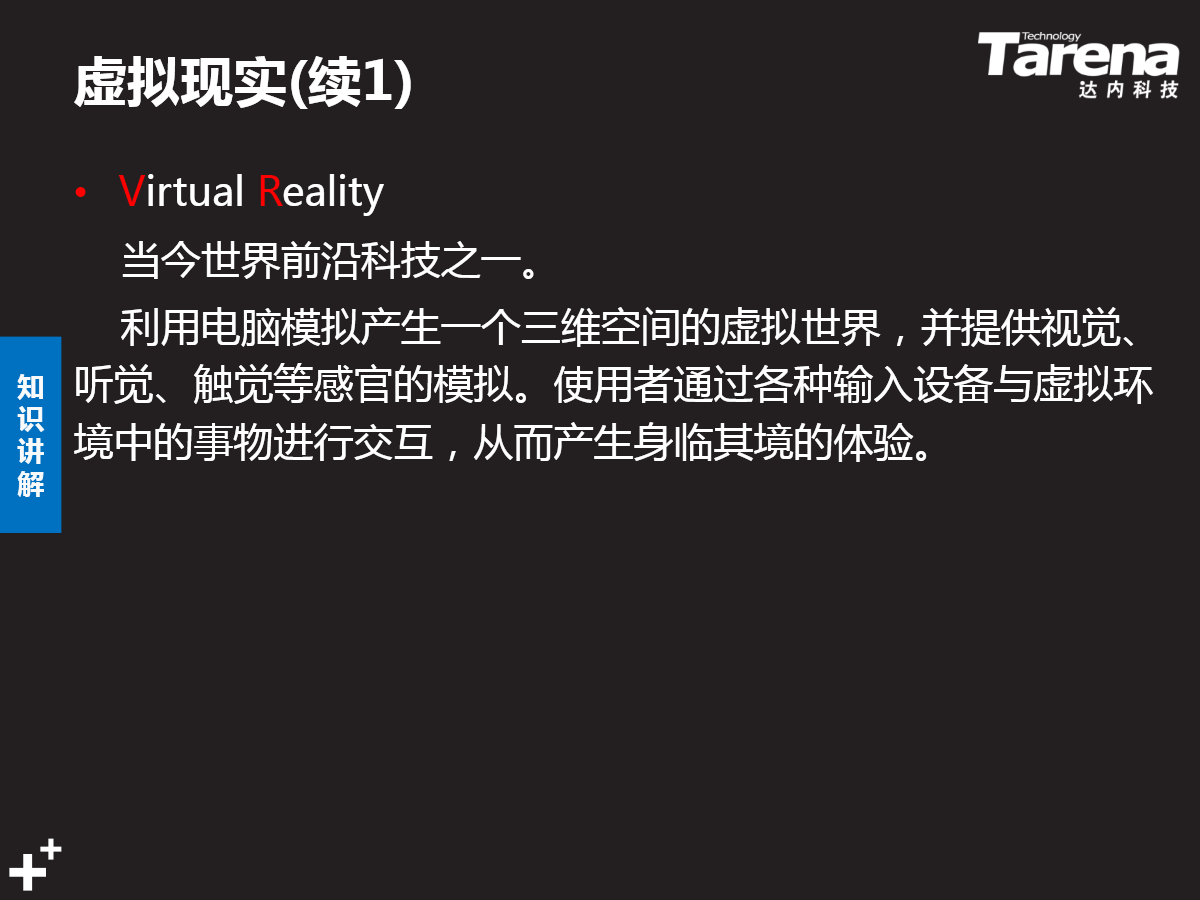 虚拟现实(续1)
Technology
Tarena
达内科技
• Virtual Reality
当今世界前沿科技之一。
利用电脑模拟产生一个三维空间的虚拟世界，并提供视觉、
听觉、触觉等感官的模拟。使用者通过各种输入设备与虚拟环
境中的事物进行交互，从而产生身临其境的体验。
知
识
讲
解